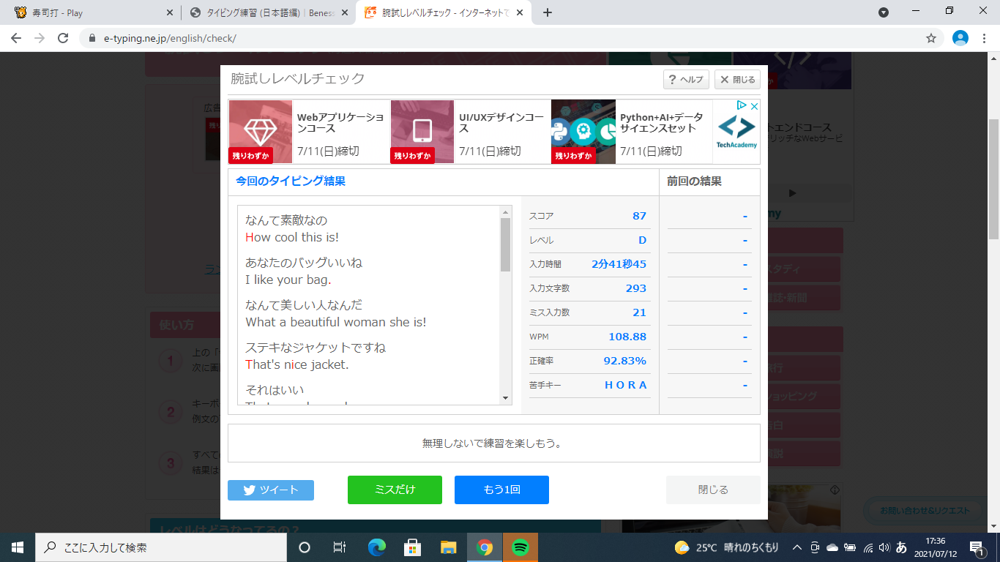 寿司打 - Play
タイピング練習 (日本語編) | Beness
腕試しレベルチェック - インターネットで
e-typing.ne.jp/english/check/
腕試しレベルチェック
? ヘルプ
× 閉じる
Webアプリケーションコース
残りわずか
7/11(日)締切
UI/UXデザインコース
残りわずか
7/11(日)締切
Python+AI+データサイエンスセット
残りわずか
7/11(日)締切
TechAcademy
今回のタイピング結果
前回の結果
なんて素敵なの
How cool this is!
あなたのバッグいいね
I like your bag.
なんて美しい人なんだ
What a beautiful woman she is!
ステキなジャケットですね
That's nice jacket.
それはいい
スコア 87 -
レベル D -
入力時間 2分41秒45 -
入力文字数 293 -
ミス入力数 21 -
WPM 108.88 -
正確率 92.83% -
苦手キー H O R A -
無理しないで練習を楽しもう。
ツイート
ミスだけ
もう1回
閉じる
広告
使い方
1
上の「
次に画
2
キーボ
例文の
3
すべて
結果は
レベルはどうなってるの？
トエンドコース
リッチなWebサービ
スタディ
雑誌・新聞
旅行
ショッピング
告白
お問い合わせ&リクエスト
ここに入力して検索
25℃ 晴れのちくもり
あ
17:36
2021/07/12
1